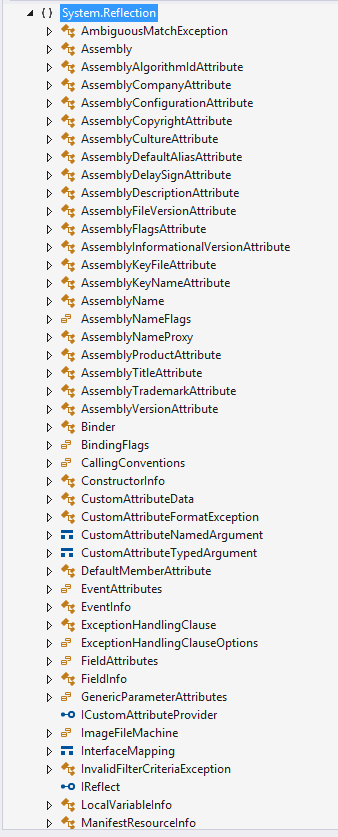 { } System.Reflection
AmbiguousMatchException
Assembly
AssemblyAlgorithmIdAttribute
AssemblyCompanyAttribute
AssemblyConfigurationAttribute
AssemblyCopyrightAttribute
AssemblyCultureAttribute
AssemblyDefaultAliasAttribute
AssemblyDelaySignAttribute
AssemblyDescriptionAttribute
AssemblyFileVersionAttribute
AssemblyFlagsAttribute
AssemblyInformationalVersionAttribute
AssemblyKeyFileAttribute
AssemblyKeyNameAttribute
AssemblyName
AssemblyNameFlags
AssemblyNameProxy
AssemblyProductAttribute
AssemblyTitleAttribute
AssemblyTrademarkAttribute
AssemblyVersionAttribute
Binder
BindingFlags
CallingConventions
ConstructorInfo
CustomAttributeData
CustomAttributeFormatException
CustomAttributeNamedArgument
CustomAttributeTypedArgument
DefaultMemberAttribute
EventAttributes
EventInfo
ExceptionHandlingClause
ExceptionHandlingClauseOptions
FieldAttributes
FieldInfo
GenericParameterAttributes
ICustomAttributeProvider
ImageFileMachine
InterfaceMapping
InvalidFilterCriteriaException
IReflect
LocalVariableInfo
ManifestResourceInfo